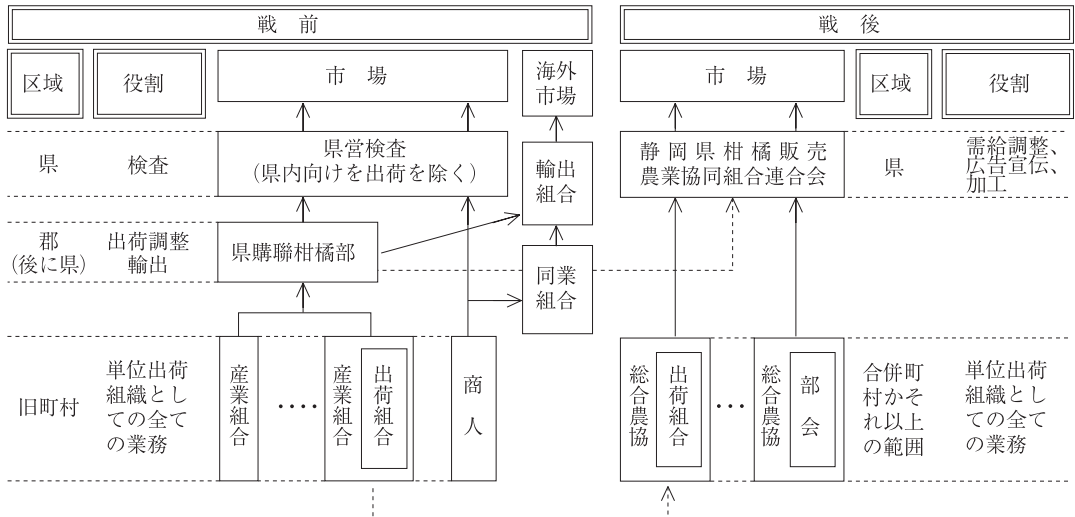 戦　前
区域
役割
市　場
海外
市場
県
検査
県営検査
(県内向けを出荷を除く)
輸出
組合
郡
(後に県)
出荷調整
輸出
県購聯柑橘部
同業
組合
旧町村
単位出荷
組織とし
ての全て
の業務
産業組合
‥‥
産業組合
出荷組合
商人
戦　後
市　場
区域
役割
静岡県柑橘販売
農業協同組合連合会
県
需給調整、
広告宣伝、
加工
総合農協
出荷組合
…
総合農協
部会
合併町
村かそ
れ以上
の範囲
単位出荷
組織とし
ての全て
の業務